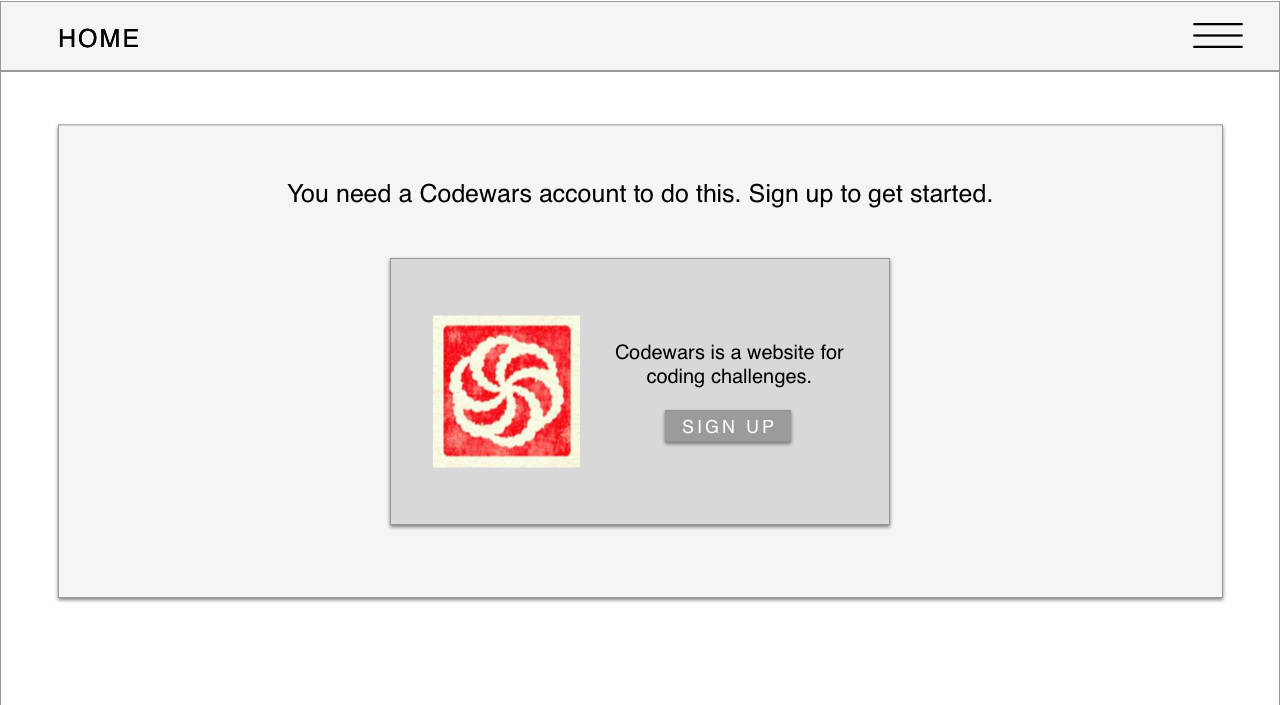 HOME
You need a Codewars account to do this. Sign up to get started.
Codewars is a website for
coding challenges.
SIGN UP